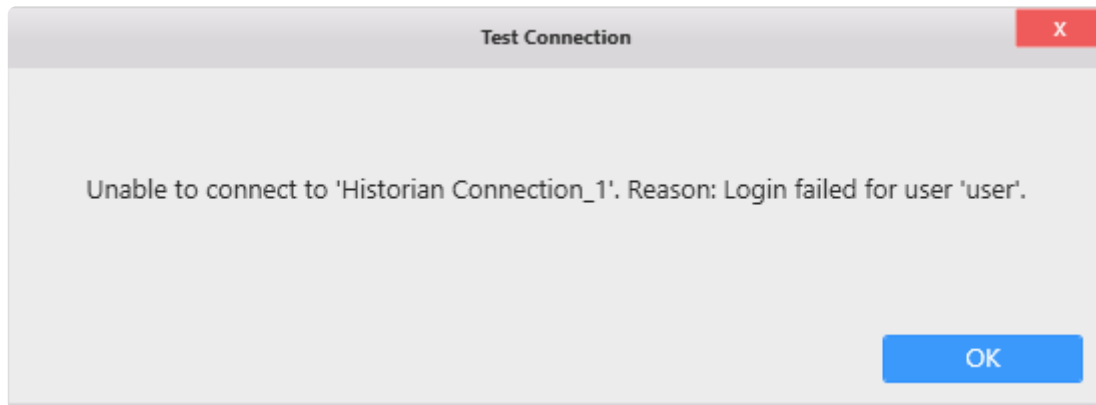 Test Connection
X
Unable to connect to 'Historian Connection_1'. Reason: Login failed for user 'user'.
OK